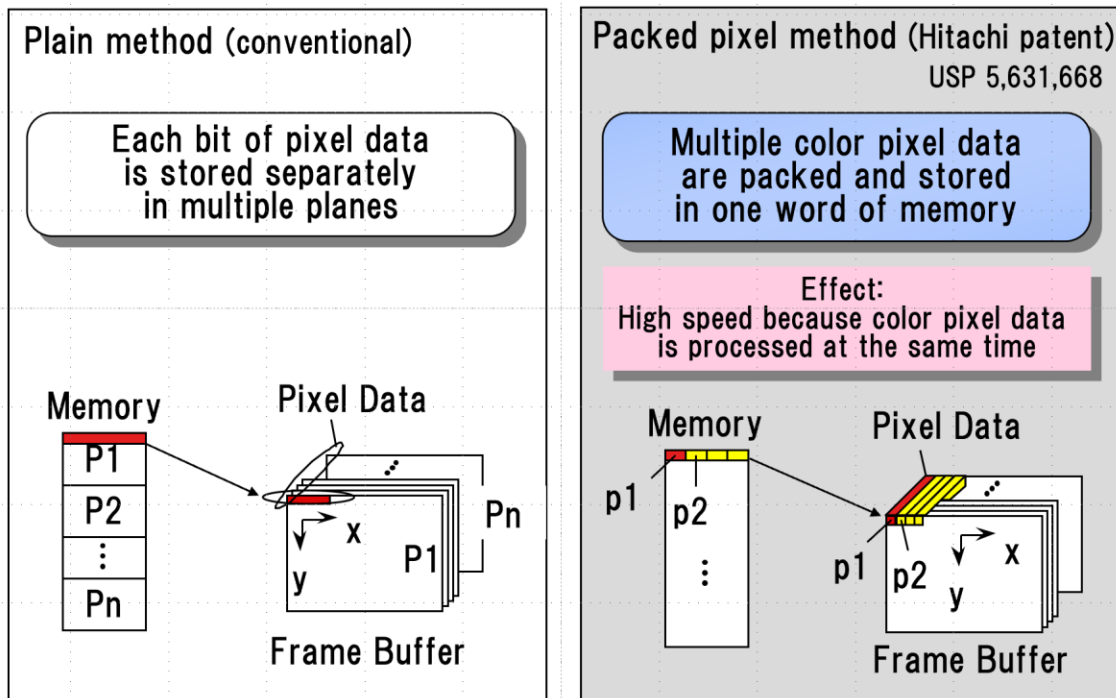 Plain method (conventional)
Each bit of pixel data
is stored separately
in multiple planes
Memory
P1
P2
⋮
Pn
Pixel Data
⋰
Pn
x
P1
y
Frame Buffer
Packed pixel method (Hitachi patent)
USP 5,631,668
Multiple color pixel data
are packed and stored
in one word of memory
Effect:
High speed because color pixel data
is processed at the same time
Memory
p1
p2
⋮
Pixel Data
⋰
p1
p2
x
y
Frame Buffer